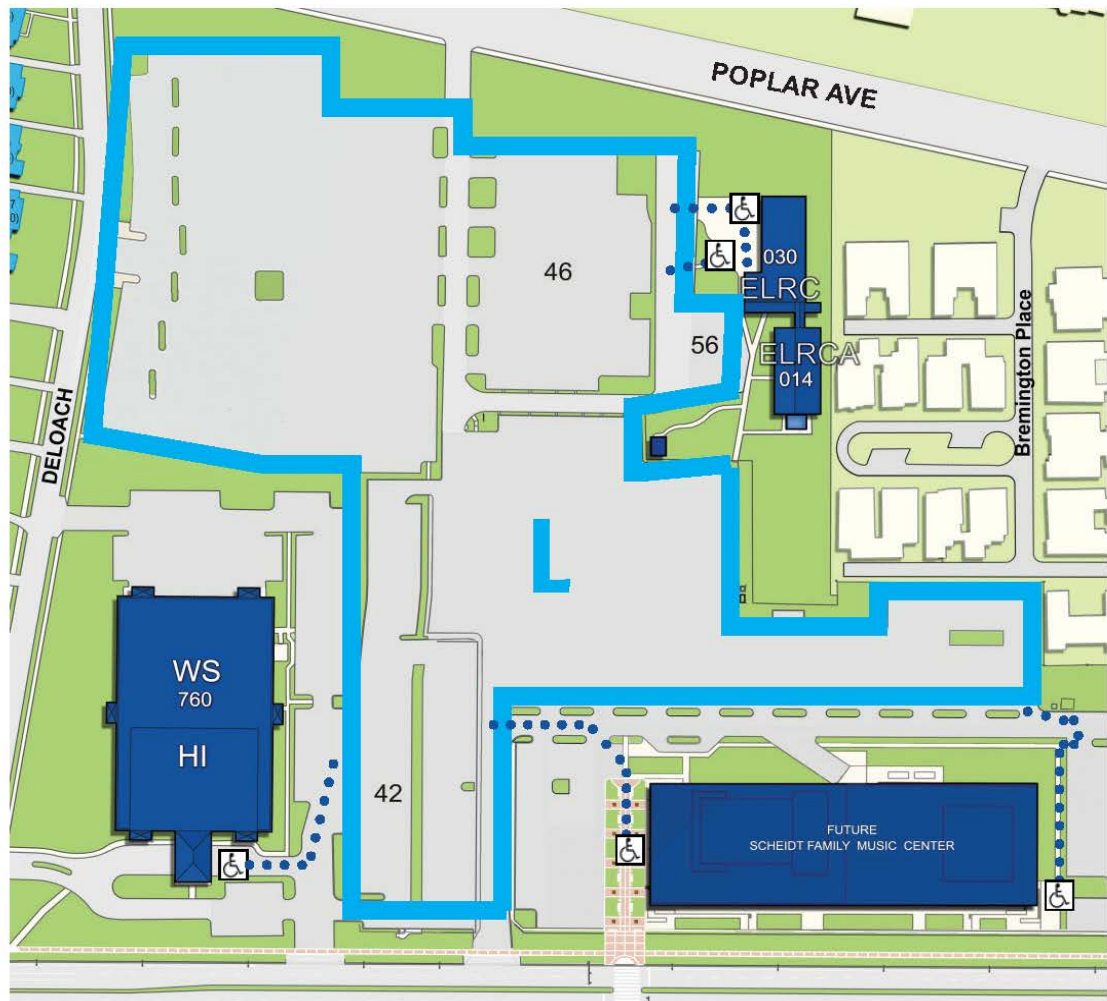 POPLAR AVE
030
46
ELRC
56
ELRCA
014
Bremington Place
DELOACH
L
WS
760
HI
42
FUTURE
SCHEIDT FAMILY MUSIC CENTER